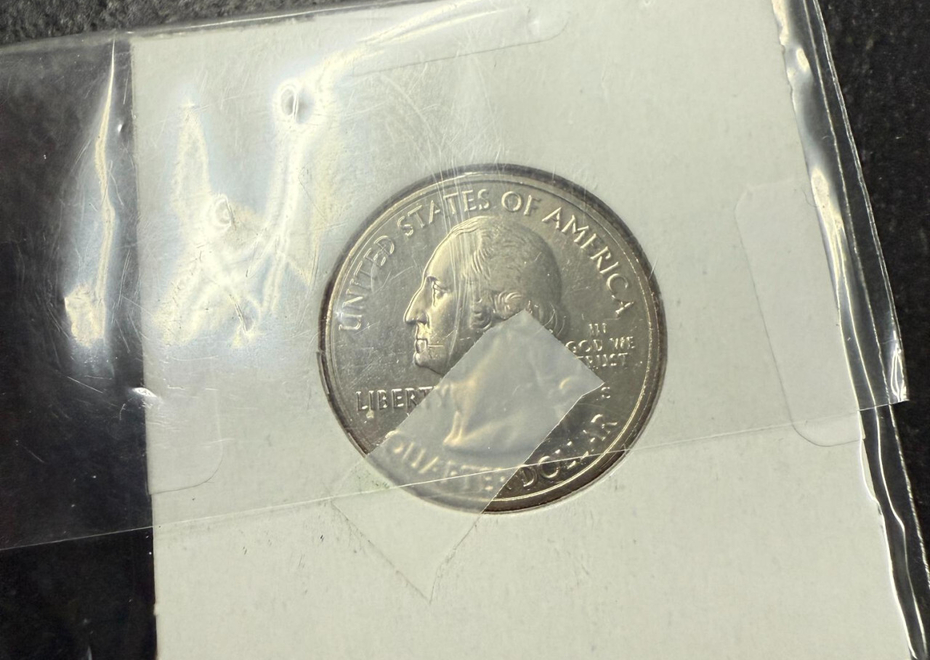 UNITED STATES OF AMERICA
LIBERTY
IN
GOD WE
TRUST
S
QUARTER DOLLAR